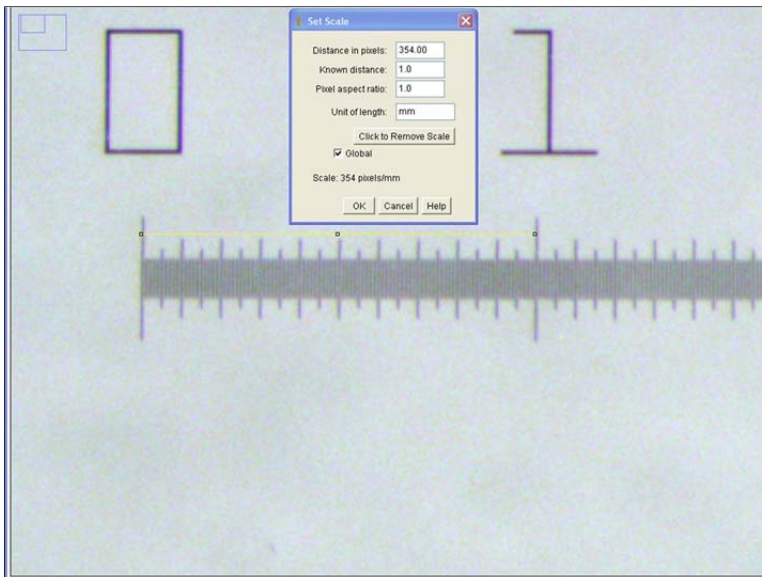 Set Scale
0
1
Distance in pixels: 354.00
Known distance: 1.0
Pixel aspect ratio: 1.0
Unit of length: mm
Click to Remove Scale
Global
Scale: 354 pixels/mm
OK Cancel Help